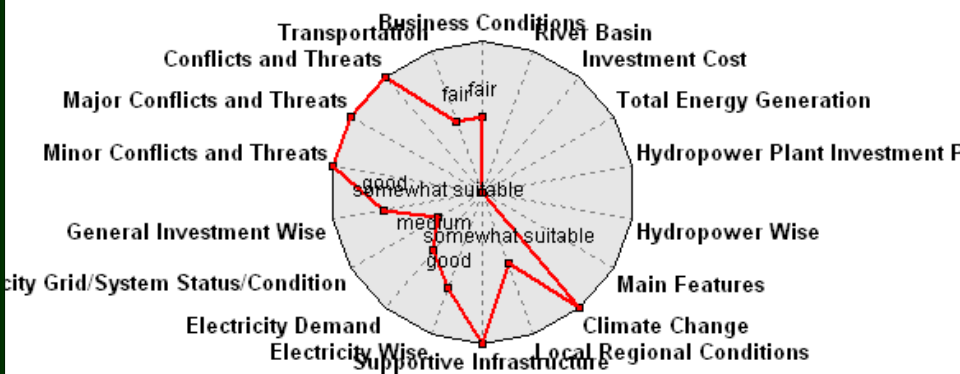 Business Conditions
Transportation
River Basin
Conflicts and Threats
Investment Cost
fair
fair
Major Conflicts and Threats
Total Energy Generation
Minor Conflicts and Threats
Hydropower Plant Investment P
good
somewhat suitable
medium
General Investment Wise
Hydropower Wise
somewhat suitable
good
city Grid/System Status/Condition
Main Features
Electricity Demand
Climate Change
Electricity Wise
Local Regional Conditions
Supportive Infrastructure